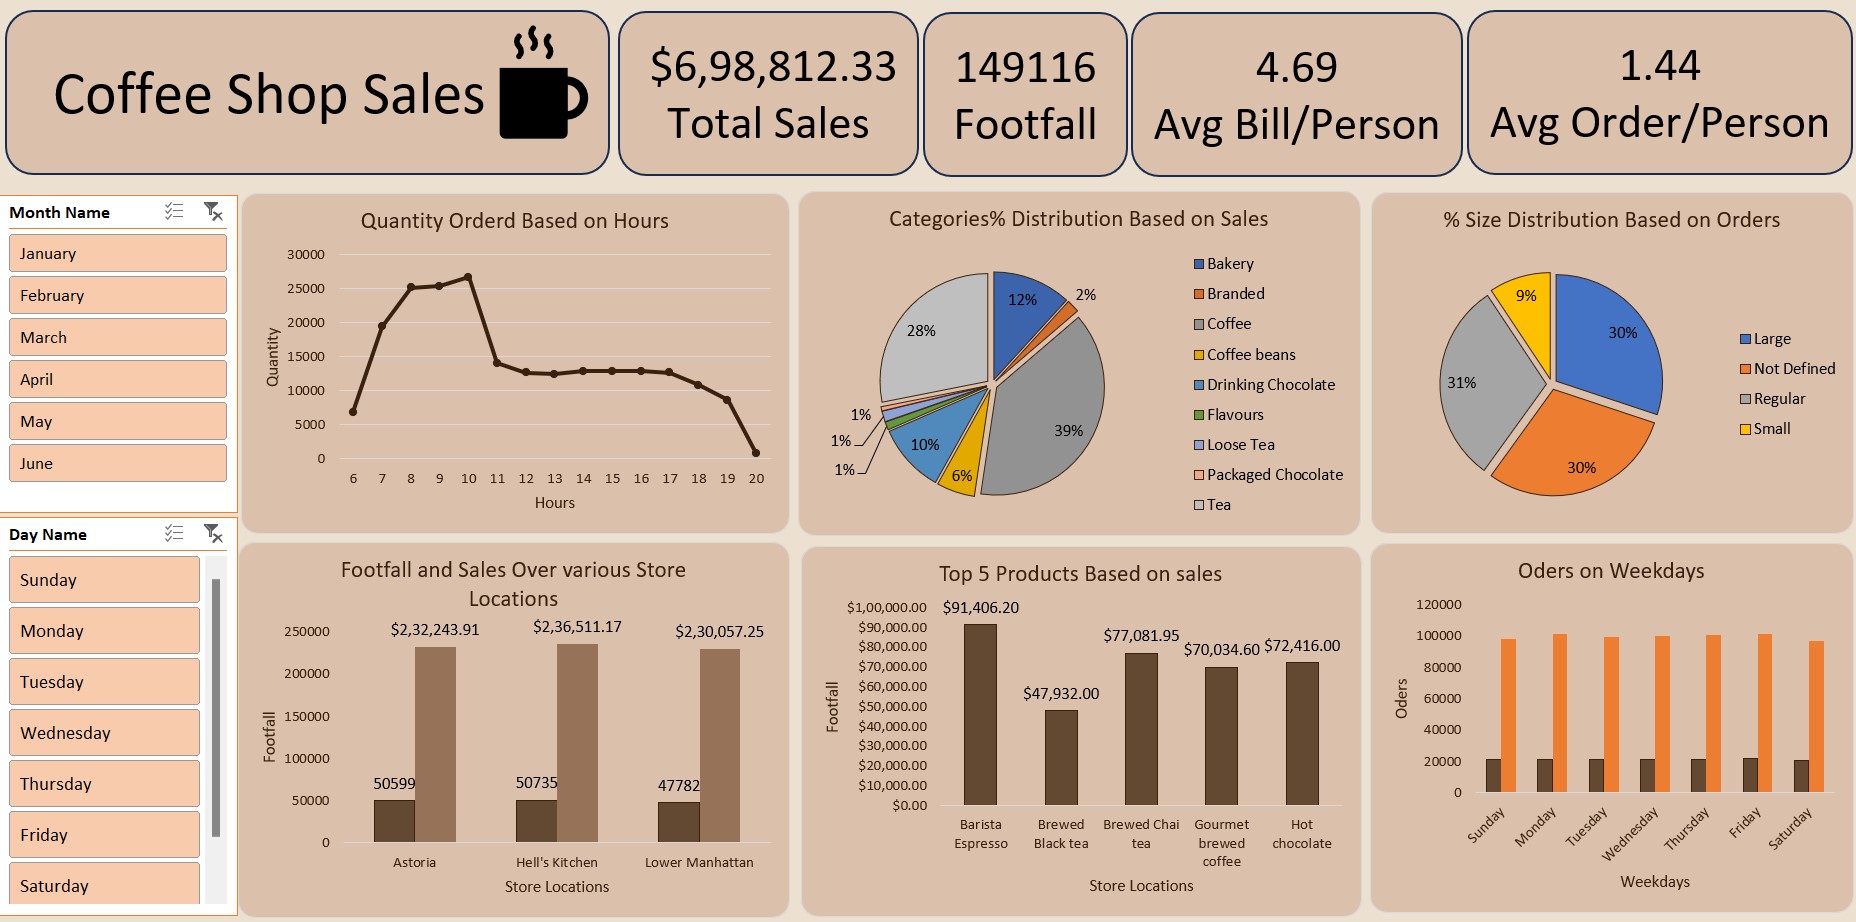 Coffee Shop Sales
$6,98,812.33
Total Sales
149116
Footfall
4.69
Avg Bill/Person
1.44
Avg Order/Person
Month Name
January
February
March
April
May
June
Day Name
Sunday
Monday
Tuesday
Wednesday
Thursday
Friday
Saturday
Quantity Orderd Based on Hours
30000
25000
20000
15000
10000
5000
0
Quantity
6 7 8 9 10 11 12 13 14 15 16 17 18 19 20
Hours
Categories% Distribution Based on Sales
12%
2%
39%
6%
10%
1%
1%
1%
28%
Bakery
Branded
Coffee
Coffee beans
Drinking Chocolate
Flavours
Loose Tea
Packaged Chocolate
Tea
% Size Distribution Based on Orders
30%
30%
31%
9%
Large
Not Defined
Regular
Small
Footfall and Sales Over various Store
Locations
250000
200000
150000
100000
50000
0
Footfall
$2,32,243.91
$2,36,511.17
$2,30,057.25
50599
50735
47782
Astoria
Hell's Kitchen
Lower Manhattan
Store Locations
Top 5 Products Based on sales
$1,00,000.00
$90,000.00
$80,000.00
$70,000.00
$60,000.00
$50,000.00
$40,000.00
$30,000.00
$20,000.00
$10,000.00
$0.00
Footfall
$91,406.20
$47,932.00
$77,081.95
$70,034.60
$72,416.00
Barista
Espresso
Brewed
Black tea
Brewed Chai
tea
Gourmet
brewed
coffee
Hot
chocolate
Store Locations
Oders on Weekdays
120000
100000
80000
60000
40000
20000
0
Oders
Sunday
Monday
Tuesday
Wednesday
Thursday
Friday
Saturday
Weekdays